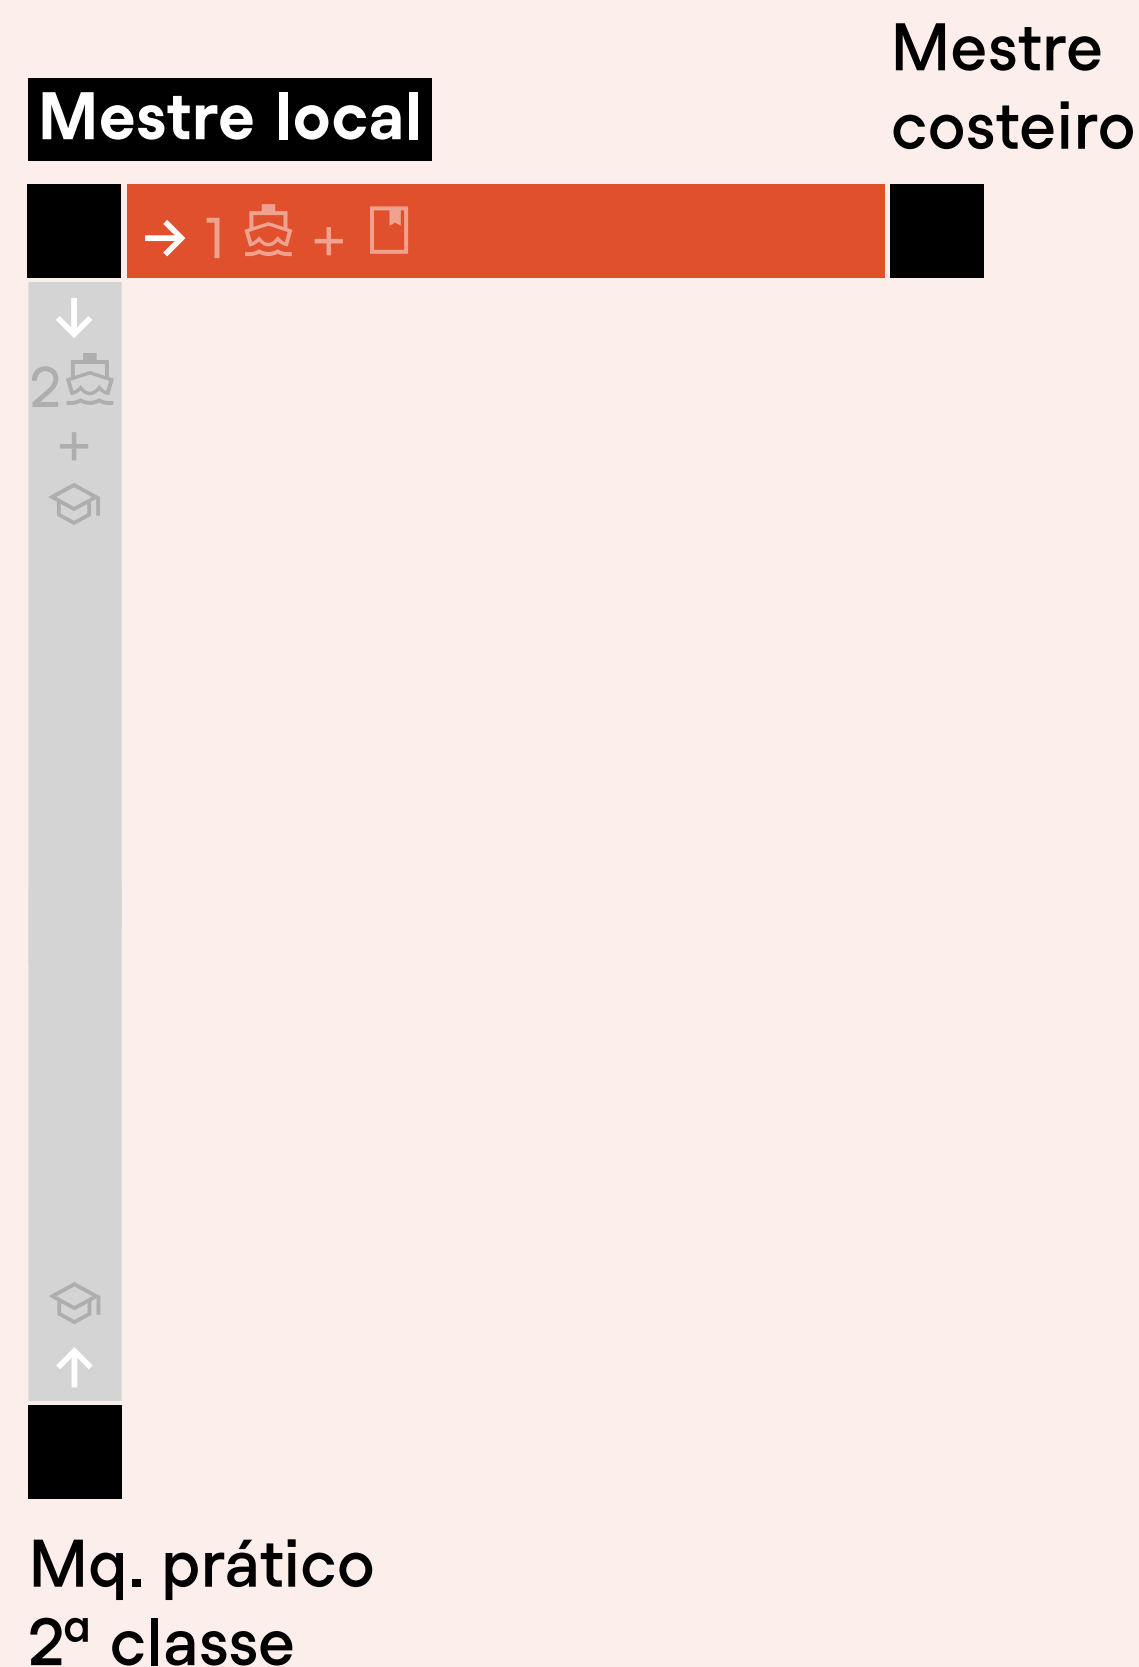 Mestre
costeiro
Mestre local
→ 1 +
2
+
Mq. prático
2ª classe